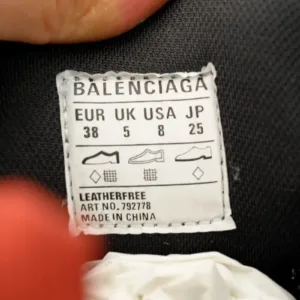 BALENCIAGA
EUR UK USA JP
38 5 8 25
LEATHERFREE
ART NO. 792778
MADE IN CHINA